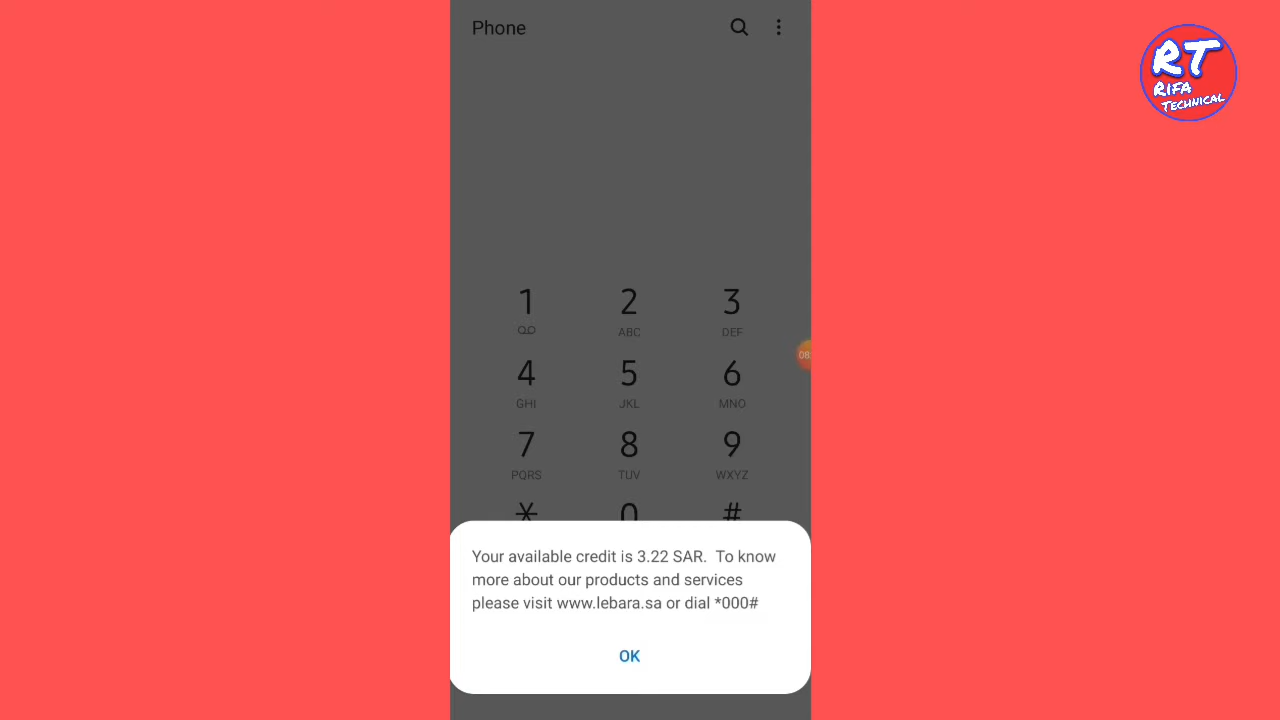 Phone
RT
RIFA
TECHNICAL
1
2
ABC
3
DEF
4
GHI
5
JKL
6
MNO
08:
7
PQRS
8
TUV
9
WXYZ
*
0
#
Your available credit is 3.22 SAR.  To know
more about our products and services
please visit www.lebara.sa or dial *000#
OK